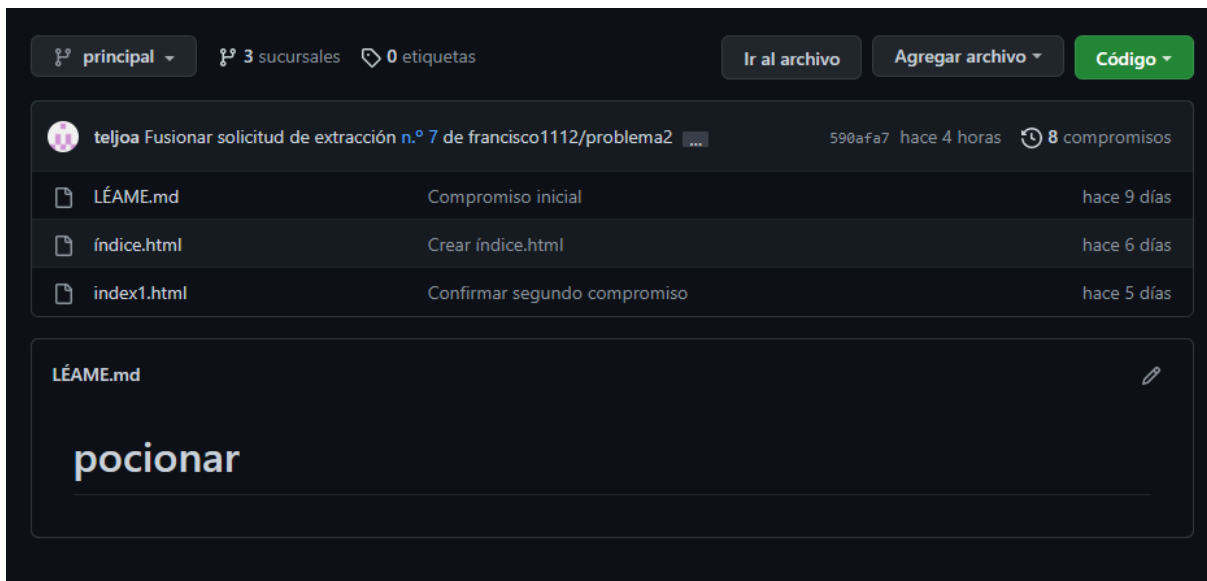 principal 3 sucursales 0 etiquetas Ir al archivo Agregar archivo Código
teljoa Fusionar solicitud de extracción n.º 7 de francisco1112/problema2 ... 590afa7 hace 4 horas 8 compromisos
LÉAME.md Compromiso inicial hace 9 días
índice.html Crear índice.html hace 6 días
index1.html Confirmar segundo compromiso hace 5 días
LÉAME.md
pocionar